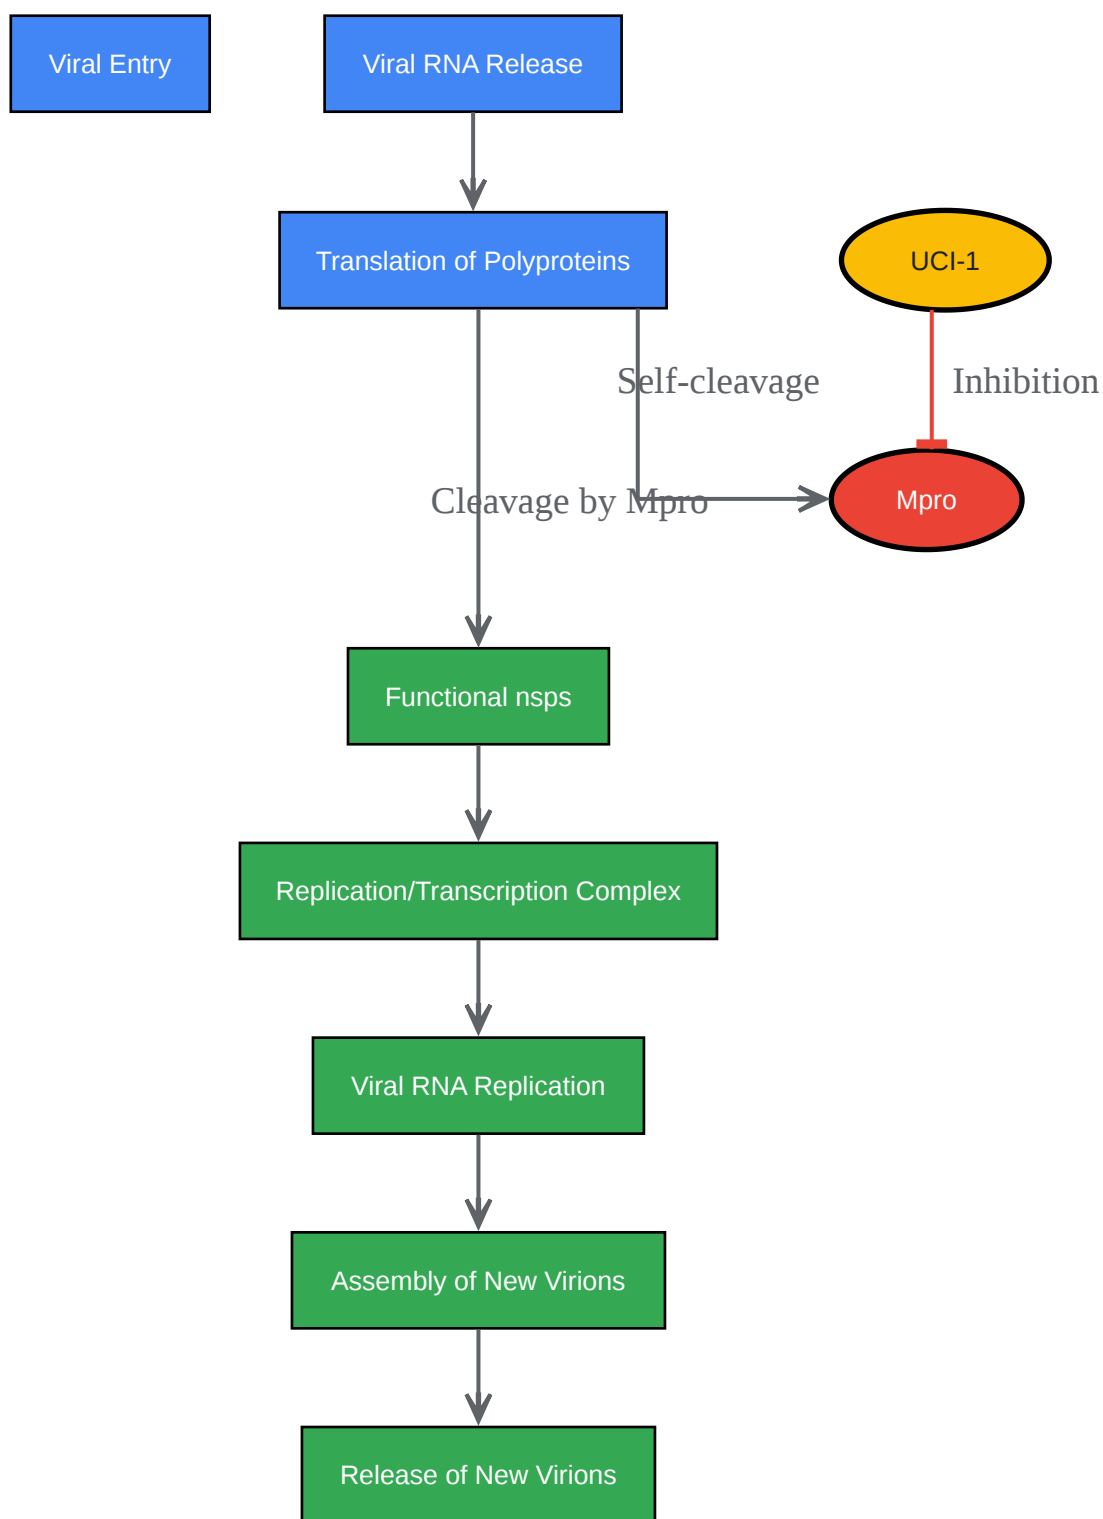 Viral Entry
Viral RNA Release
Translation of Polyproteins
UCI-1
Self-cleavage
Inhibition
Cleavage by Mpro
Mpro
Functional nsps
Replication/Transcription Complex
Viral RNA Replication
Assembly of New Virions
Release of New Virions